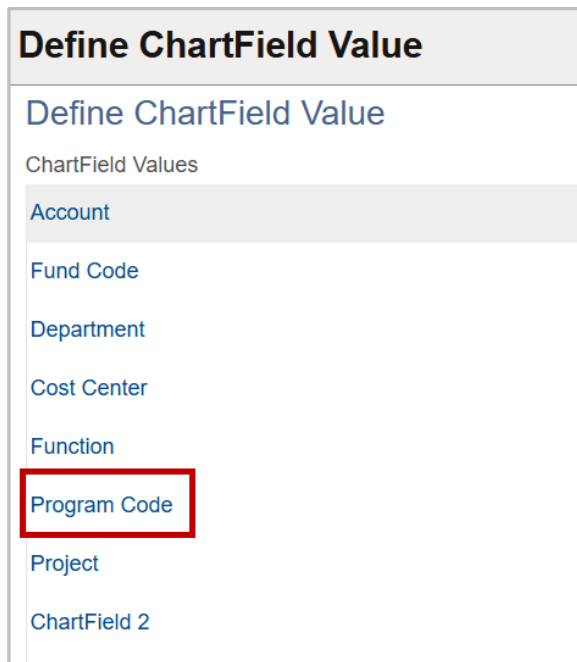 Define ChartField Value
Define ChartField Value
ChartField Values
Account
Fund Code
Department
Cost Center
Function
Program Code
Project
ChartField 2